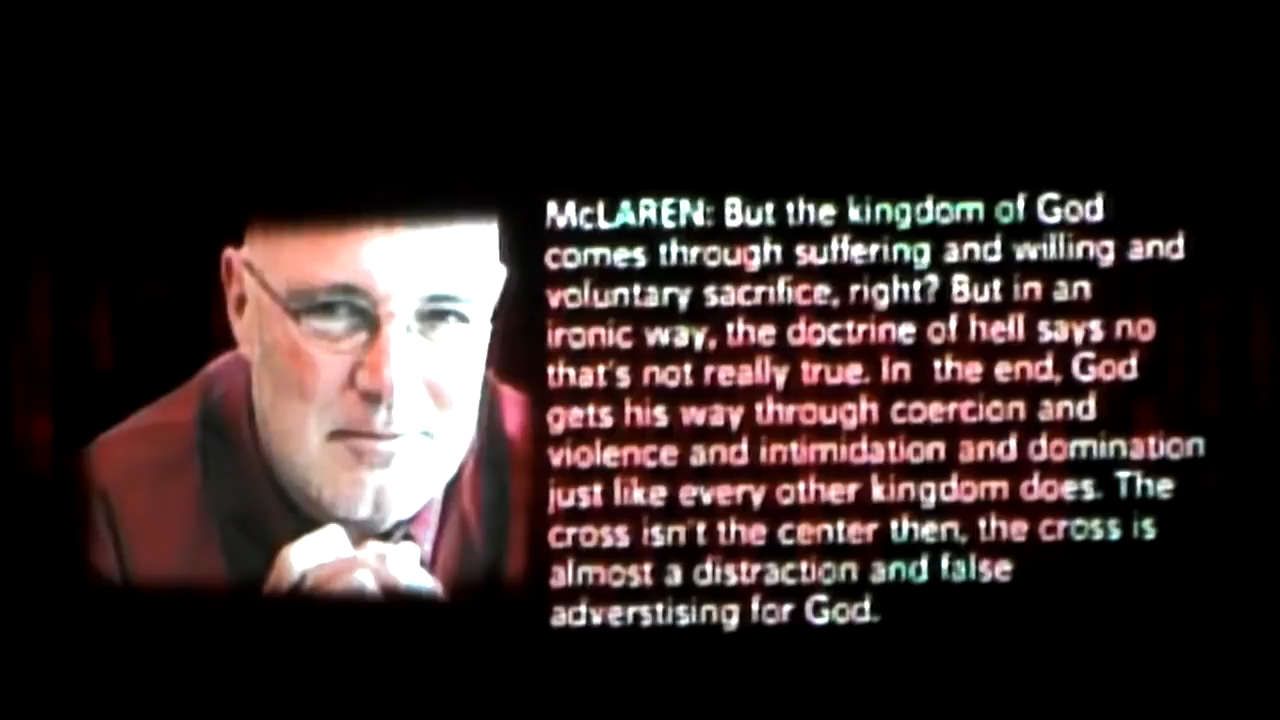 McLAREN: But the kingdom of God
comes through suffering and willing and
voluntary sacrifice, right? But in an
ironic way, the doctrine of hell says no
that's not really true. In the end, God
gets his way through coercion and
violence and intimidation and domination
just like every other kingdom does. The
cross isn't the center then, the cross is
almost a distraction and false
adverstising for God.